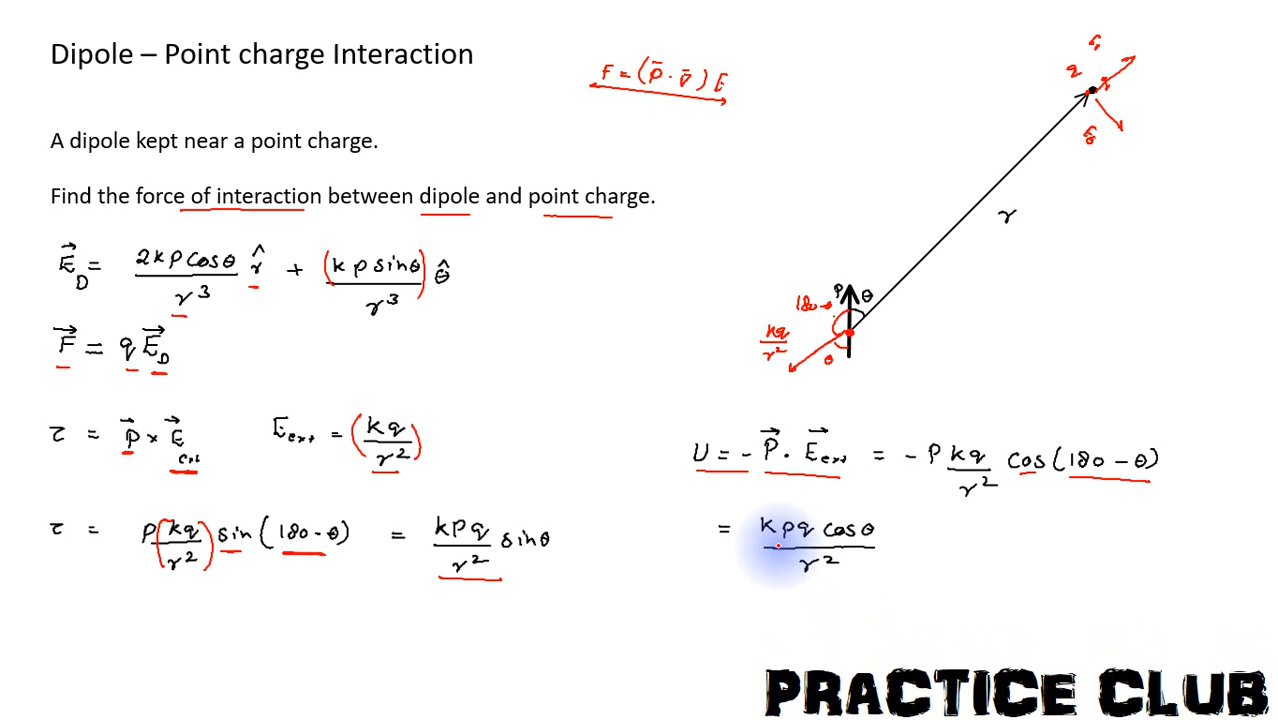 Dipole – Point charge Interaction
F = (p̄ · ∇̄) E
A dipole kept near a point charge.
Find the force of interaction between dipole and point charge.
E⃗_D = 2kp cosθ / r³ r̂ + (kp sinθ) / r³ θ̂
F⃗ = qE⃗_D
τ = P⃗ × E⃗_ext E_ext = (kq / r²)
τ = P(kq / r²) sin(180 - θ) = kpq / r² sinθ
q
r
P θ
180-θ
kq / r²
θ
U = - P⃗ . E⃗_ext = - P kq / r² cos(180 - θ)
= kpq cosθ / r²
PRACTICE CLUB